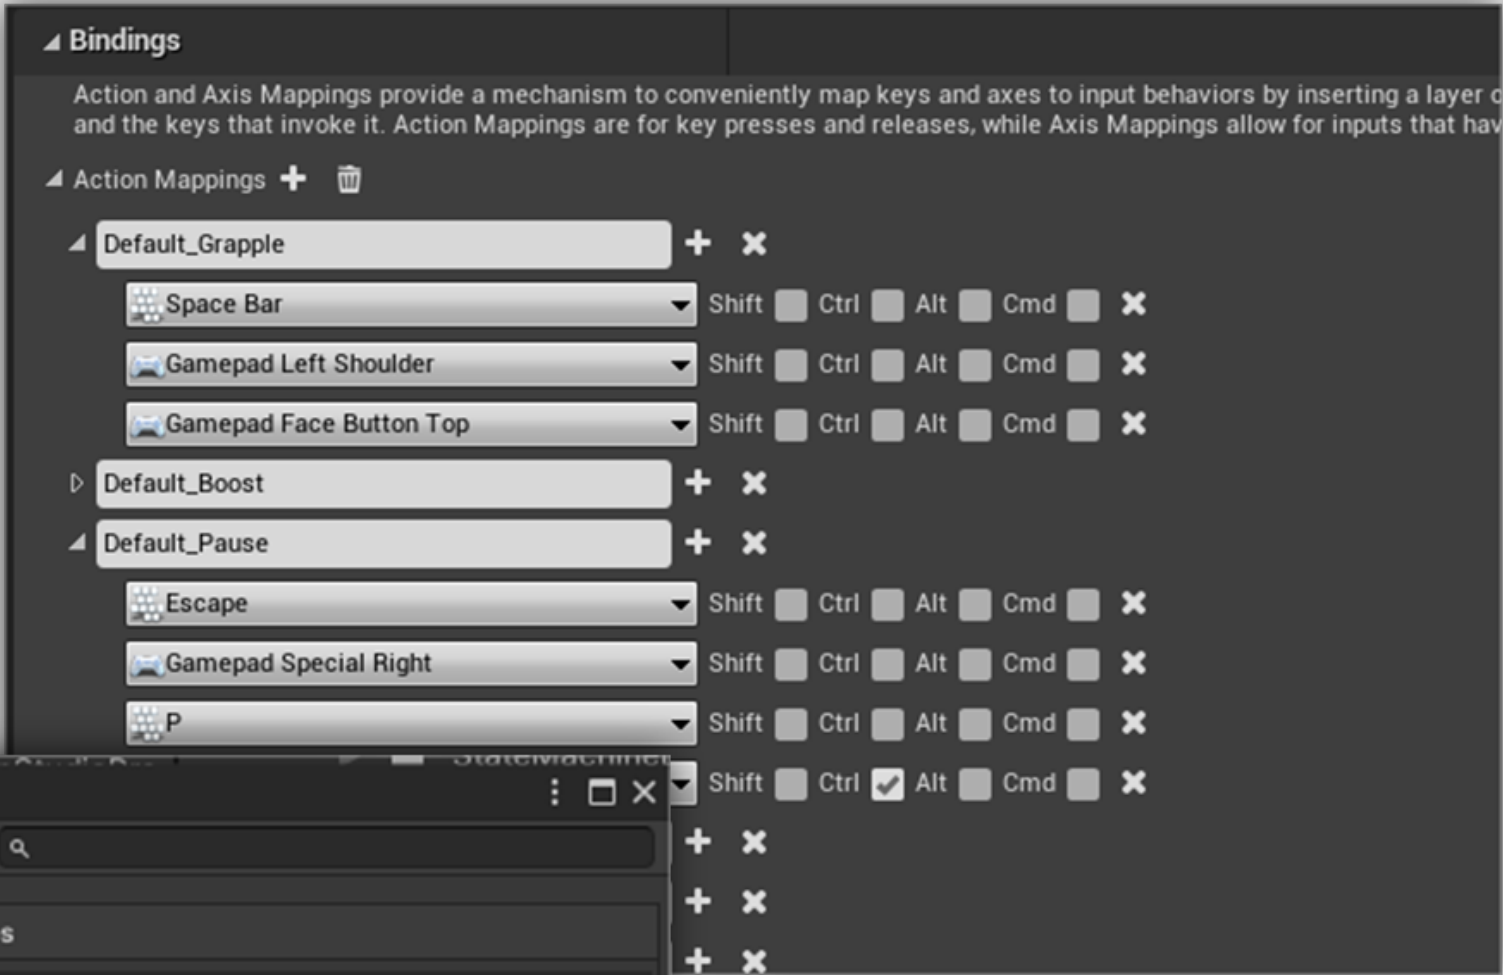 Bindings
Action and Axis Mappings provide a mechanism to conveniently map keys and axes to input behaviors by inserting a layer
and the keys that invoke it. Action Mappings are for key presses and releases, while Axis Mappings allow for inputs that hav
Action Mappings
Default_Grapple
Space Bar Shift Ctrl Alt Cmd
Gamepad Left Shoulder Shift Ctrl Alt Cmd
Gamepad Face Button Top Shift Ctrl Alt Cmd
Default_Boost
Default_Pause
Escape Shift Ctrl Alt Cmd
Gamepad Special Right Shift Ctrl Alt Cmd
P Shift Ctrl Alt Cmd
Shift Ctrl Alt Cmd
s